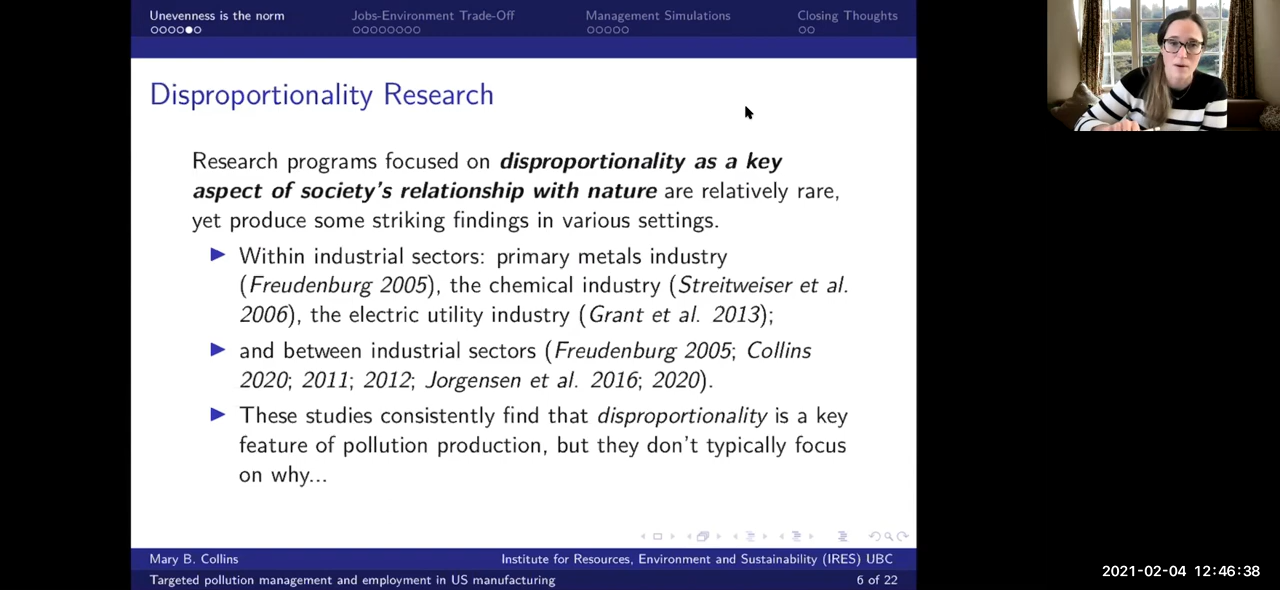 Unevenness is the norm
Jobs-Environment Trade-Off
Management Simulations
Closing Thoughts
Disproportionality Research
Research programs focused on disproportionality as a key
aspect of society's relationship with nature are relatively rare,
yet produce some striking findings in various settings.
Within industrial sectors: primary metals industry
(Freudenburg 2005), the chemical industry (Streitweiser et al.
2006), the electric utility industry (Grant et al. 2013);
and between industrial sectors (Freudenburg 2005; Collins
2020; 2011; 2012; Jorgensen et al. 2016; 2020).
These studies consistently find that disproportionality is a key
feature of pollution production, but they don't typically focus
on why...
Mary B. Collins
Institute for Resources, Environment and Sustainability (IRES) UBC
Targeted pollution management and employment in US manufacturing
6 of 22
2021-02-04 12:46:38